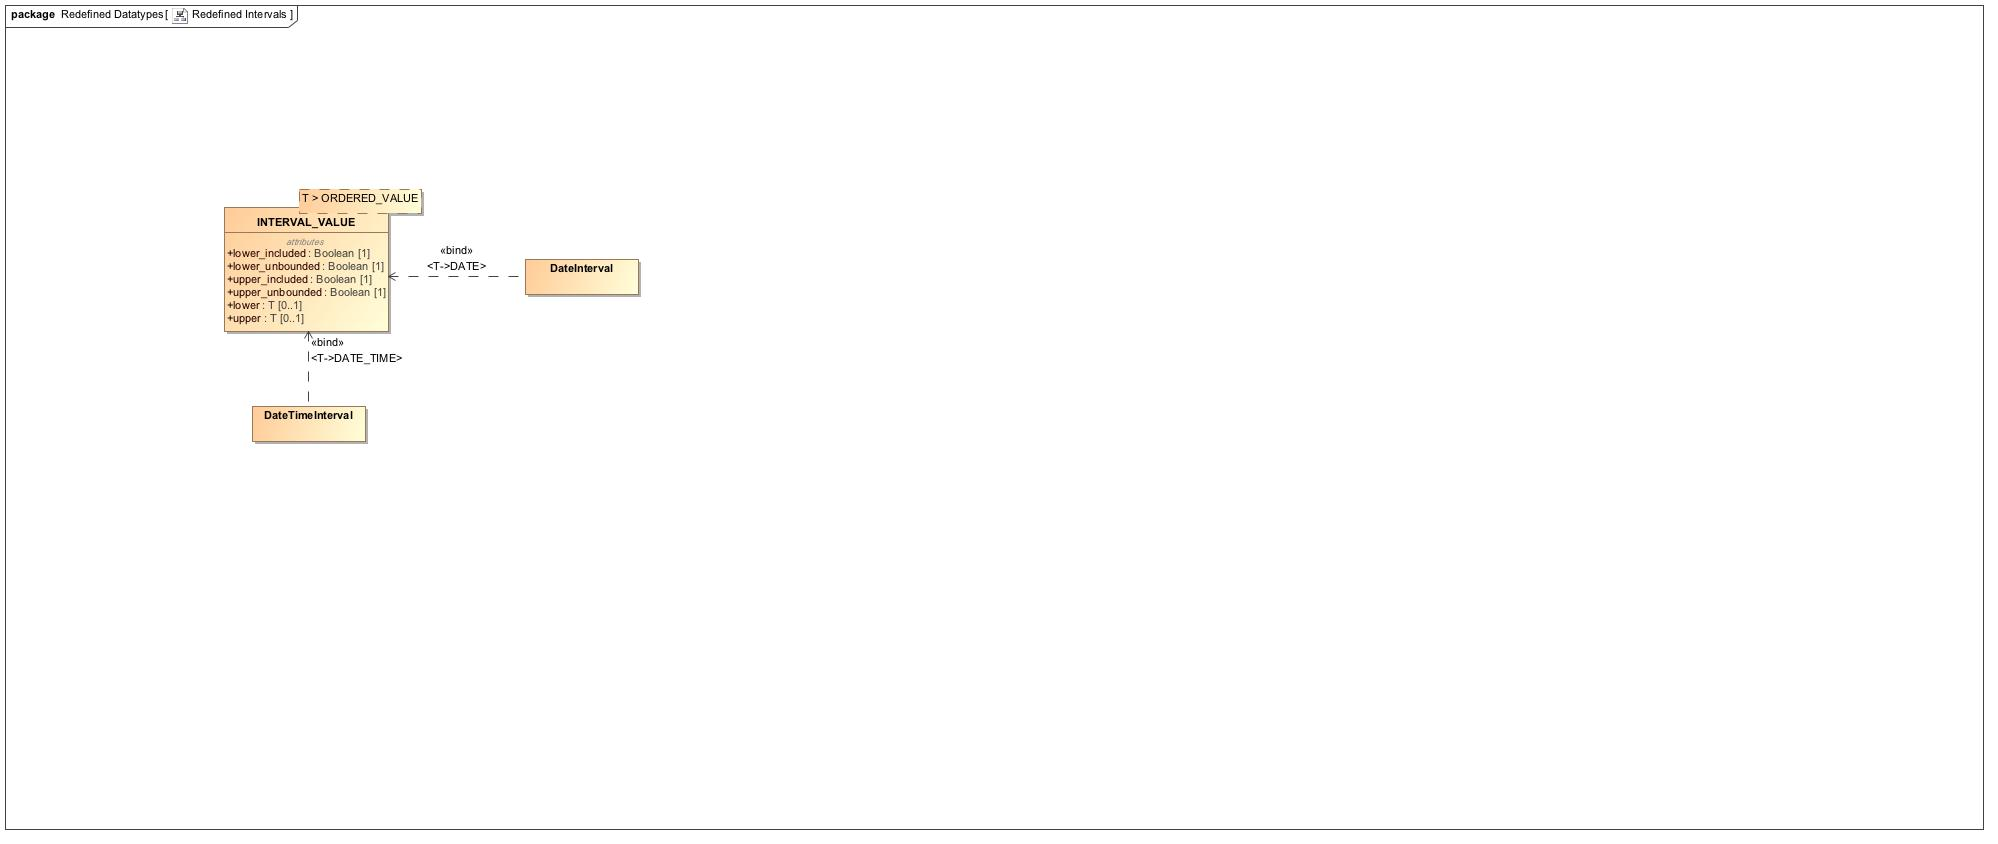 package Redefined Datatypes[ Redefined Intervals ]
T > ORDERED_VALUE
INTERVAL_VALUE
attributes
+lower_included : Boolean [1]
+lower_unbounded : Boolean [1]
+upper_included : Boolean [1]
+upper_unbounded : Boolean [1]
+lower : T [0..1]
+upper : T [0..1]
«bind»
<T->DATE>
DateInterval
«bind»
<T->DATE_TIME>
DateTimeInterval